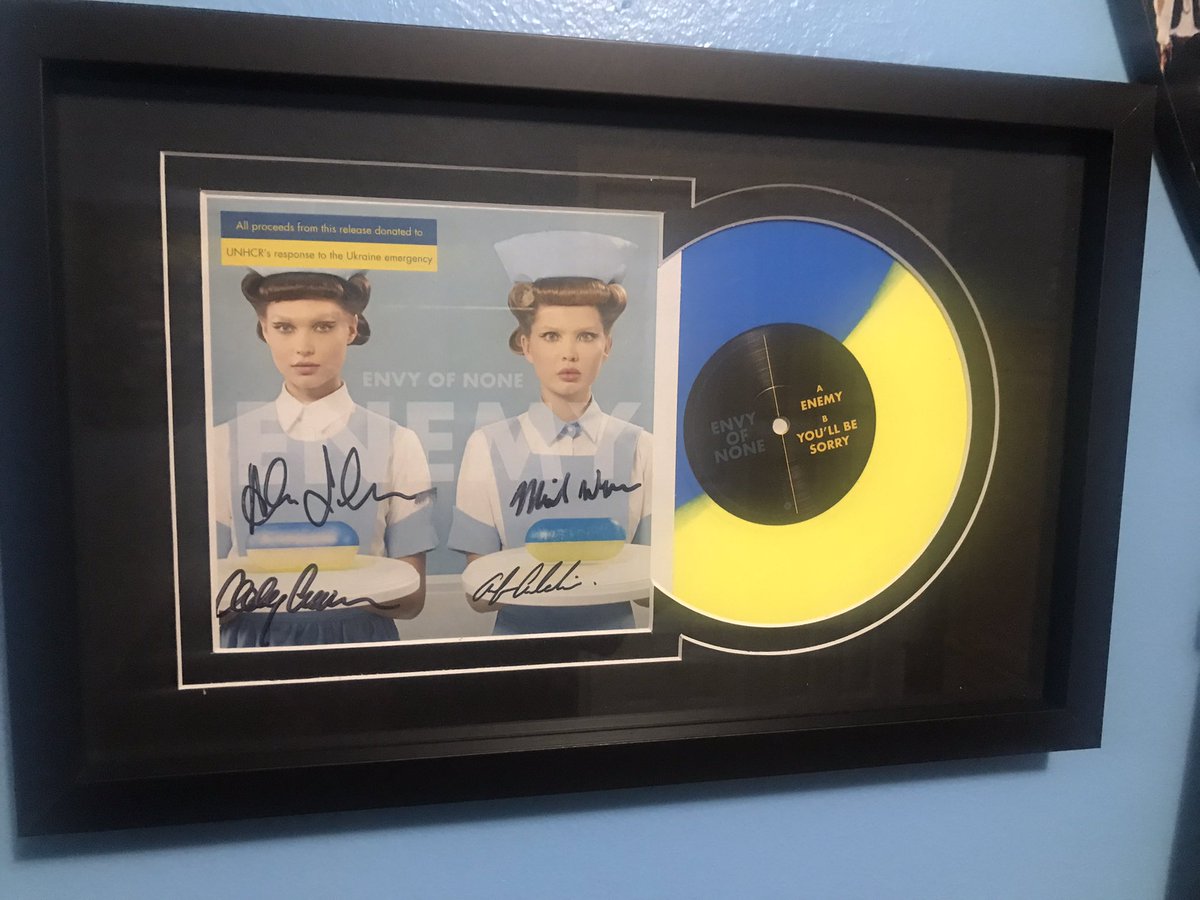 All proceeds from this release donated to
UNHCR's response to the Ukraine emergency
ENVY OF NONE
ENEMY
ENVY
OF
NONE
A
ENEMY
B
YOU'LL BE
SORRY